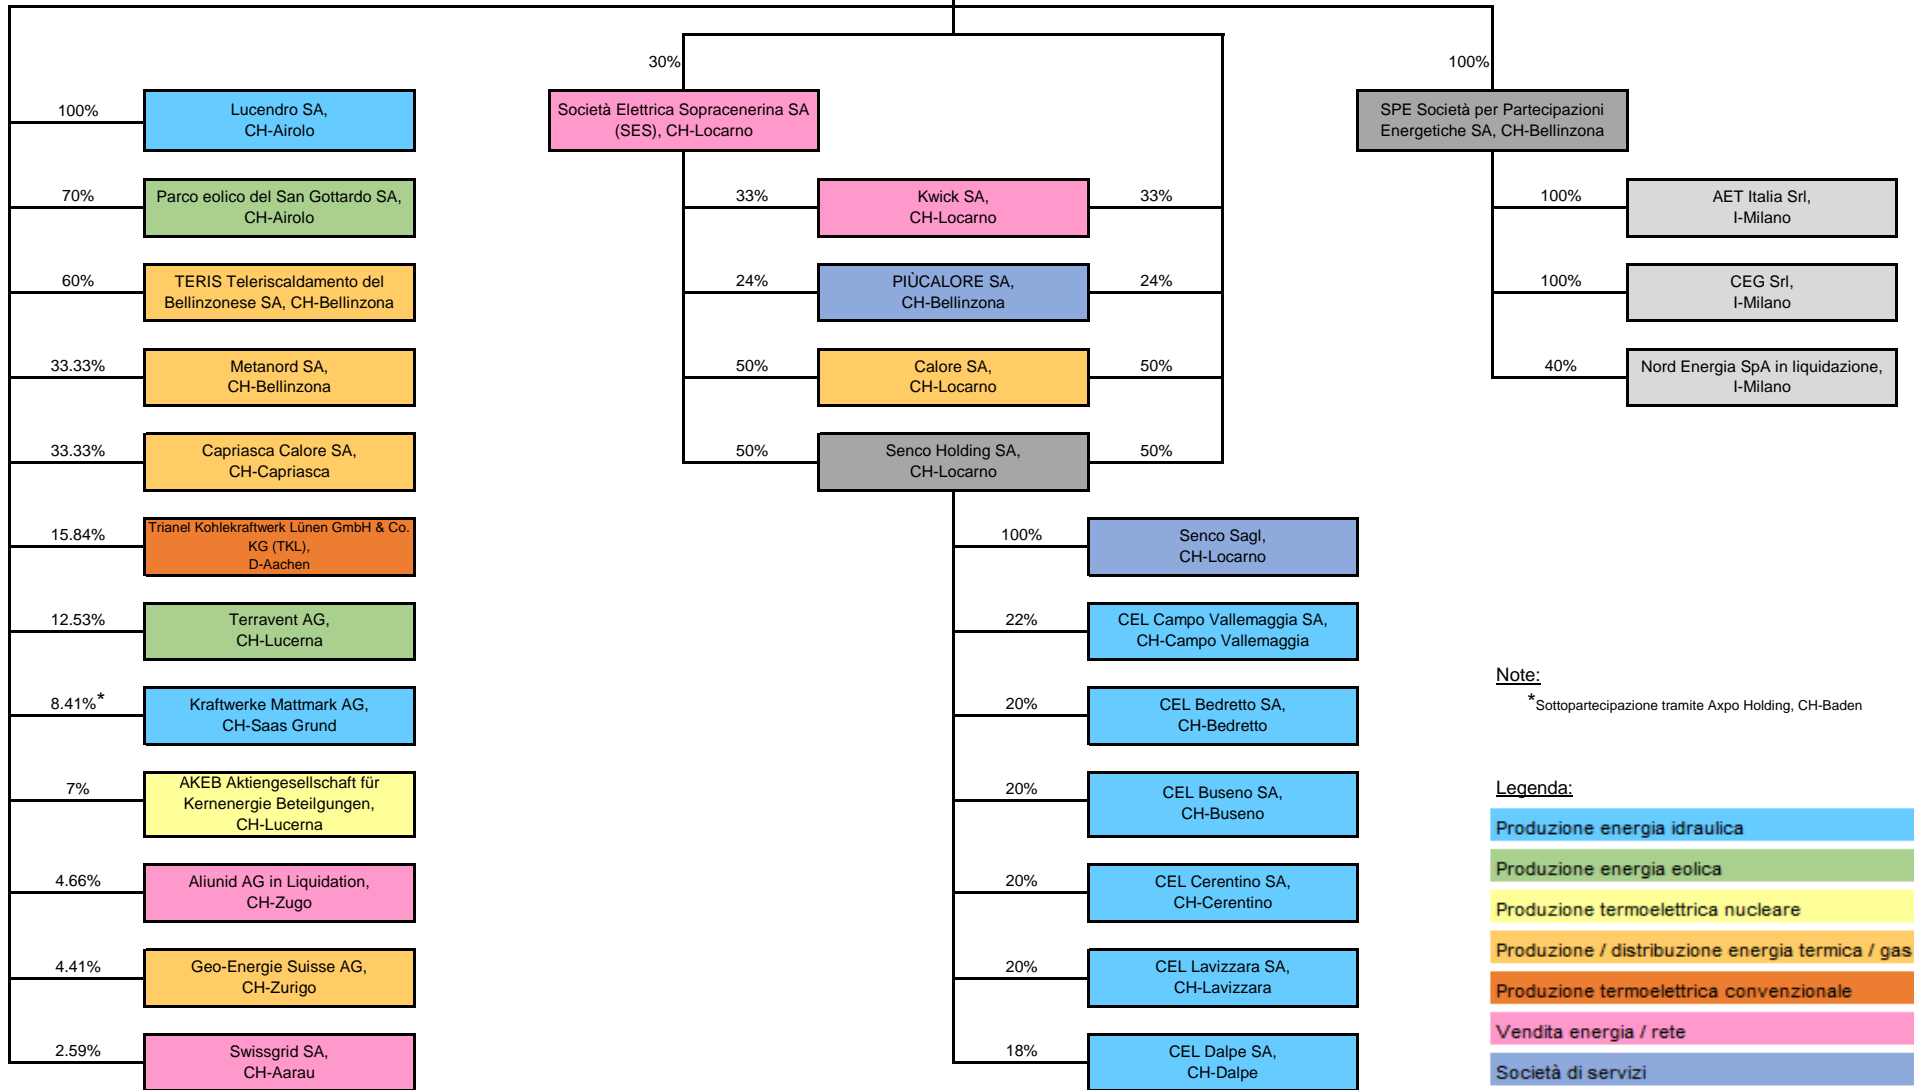 30%
100%
100%
Lucendro SA,
CH-Airolo
Società Elettrica Sopracenerina SA
(SES), CH-Locarno
SPE Società per Partecipazioni
Energetiche SA, CH-Bellinzona
70%
Parco eolico del San Gottardo SA,
CH-Airolo
33%
Kwick SA,
CH-Locarno
33%
100%
AET Italia Srl,
I-Milano
60%
TERIS Teleriscaldamento del
Bellinzonese SA, CH-Bellinzona
24%
PIÙCALORE SA,
CH-Bellinzona
24%
100%
CEG Srl,
I-Milano
33.33%
Metanord SA,
CH-Bellinzona
50%
Calore SA,
CH-Locarno
50%
40%
Nord Energia SpA in liquidazione,
I-Milano
33.33%
Capriasca Calore SA,
CH-Capriasca
50%
Senco Holding SA,
CH-Locarno
50%
15.84%
Trianel Kohlekraftwerk Lünen GmbH & Co.
KG (TKL),
D-Aachen
100%
Senco Sagl,
CH-Locarno
12.53%
Terravent AG,
CH-Lucerna
22%
CEL Campo Vallemaggia SA,
CH-Campo Vallemaggia
8.41%*
Kraftwerke Mattmark AG,
CH-Saas Grund
20%
CEL Bedretto SA,
CH-Bedretto
7%
AKEB Aktiengesellschaft für
Kernenergie Beteilgungen,
CH-Lucerna
20%
CEL Buseno SA,
CH-Buseno
4.66%
Aliunid AG in Liquidation,
CH-Zugo
20%
CEL Cerentino SA,
CH-Cerentino
4.41%
Geo-Energie Suisse AG,
CH-Zurigo
20%
CEL Lavizzara SA,
CH-Lavizzara
2.59%
Swissgrid SA,
CH-Aarau
18%
CEL Dalpe SA,
CH-Dalpe
Note:
*Sottopartecipazione tramite Axpo Holding, CH-Baden
Legenda:
Produzione energia idraulica
Produzione energia eolica
Produzione termoelettrica nucleare
Produzione / distribuzione energia termica / gas
Produzione termoelettrica convenzionale
Vendita energia / rete
Società di servizi